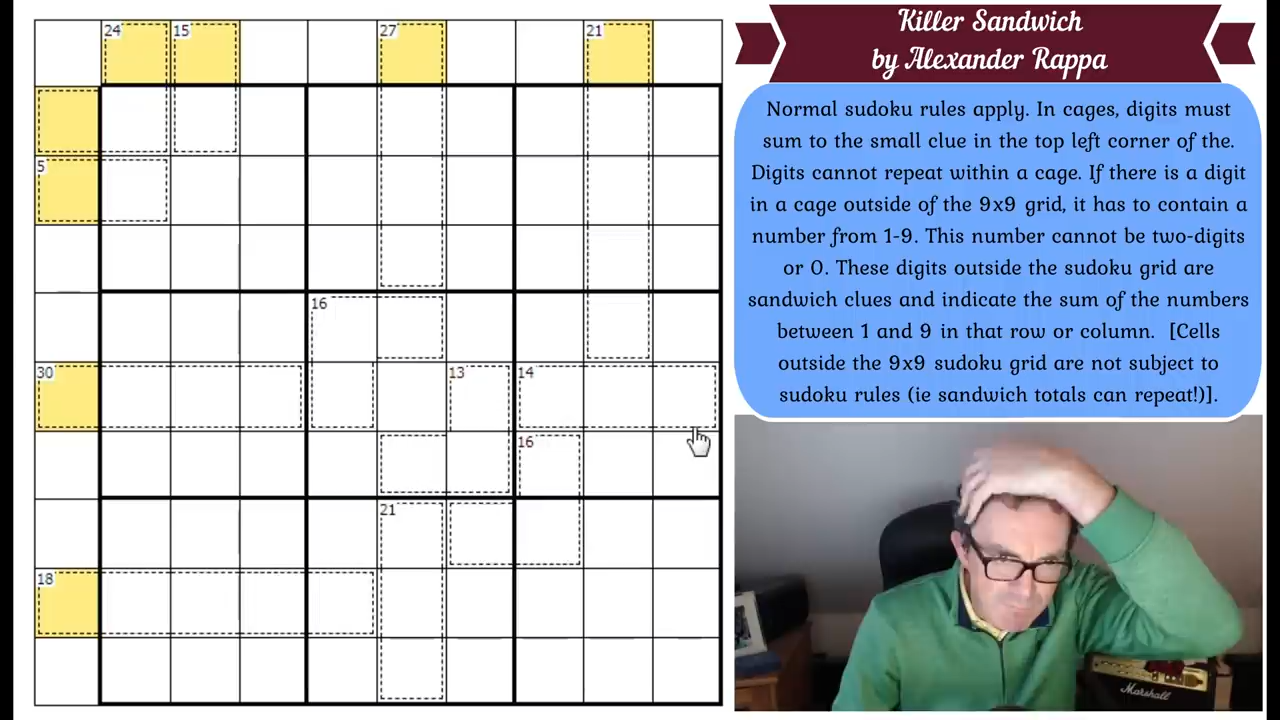 Killer Sandwich
by Alexander Rappa
Normal sudoku rules apply. In cages, digits must
sum to the small clue in the top left corner of the.
Digits cannot repeat within a cage. If there is a digit
in a cage outside of the 9x9 grid, it has to contain a
number from 1-9. This number cannot be two-digits
or 0. These digits outside the sudoku grid are
sandwich clues and indicate the sum of the numbers
between 1 and 9 in that row or column. [Cells
outside the 9x9 sudoku grid are not subject to
sudoku rules (ie sandwich totals can repeat!)].
24 15 27 21
5
16
30 13 14
16
21
18
Marshall